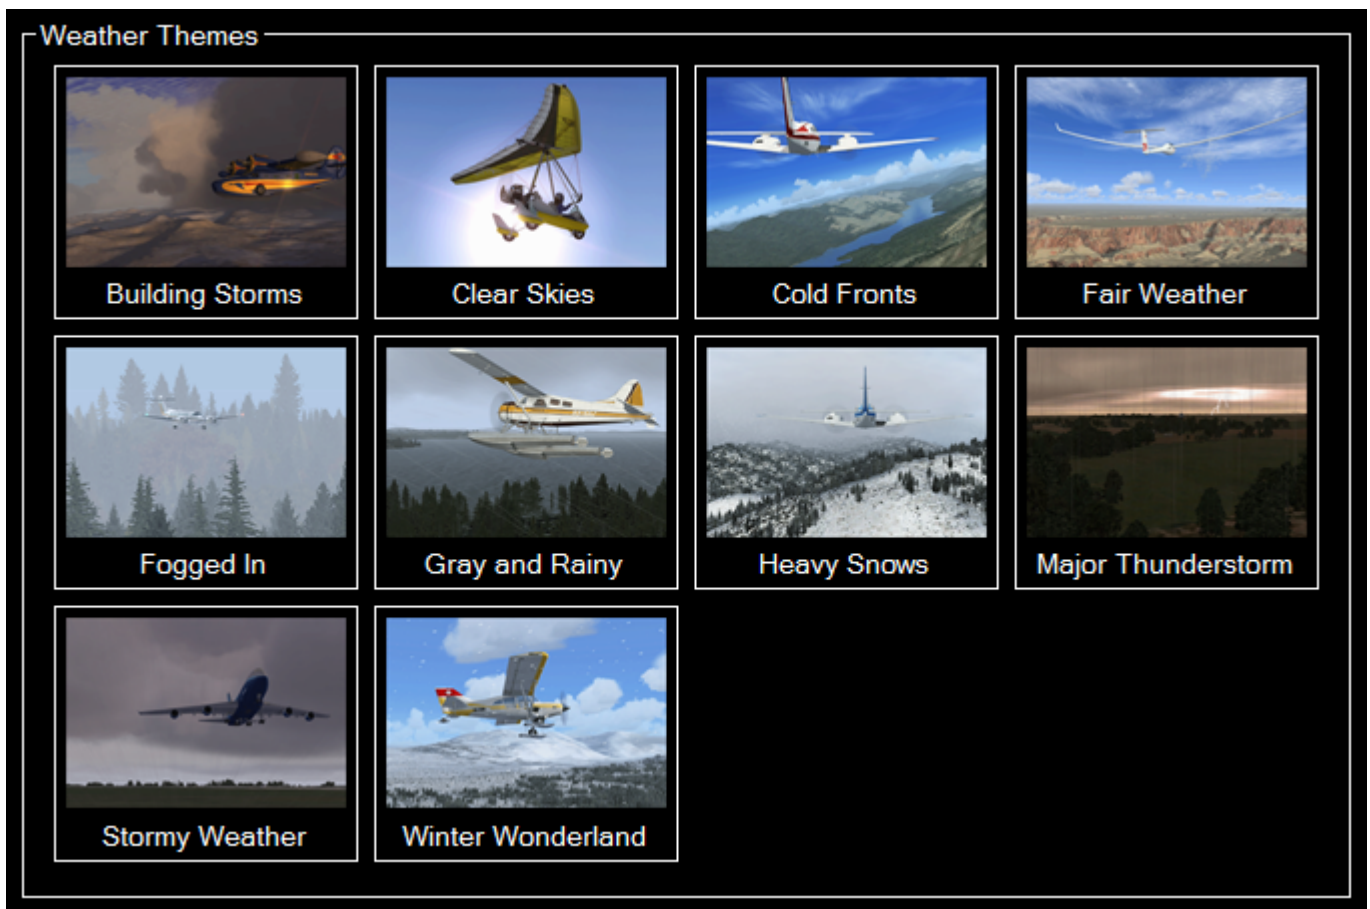 Weather Themes
Building Storms
Clear Skies
Cold Fronts
Fair Weather
Fogged In
Gray and Rainy
Heavy Snows
Major Thunderstorm
Stormy Weather
Winter Wonderland